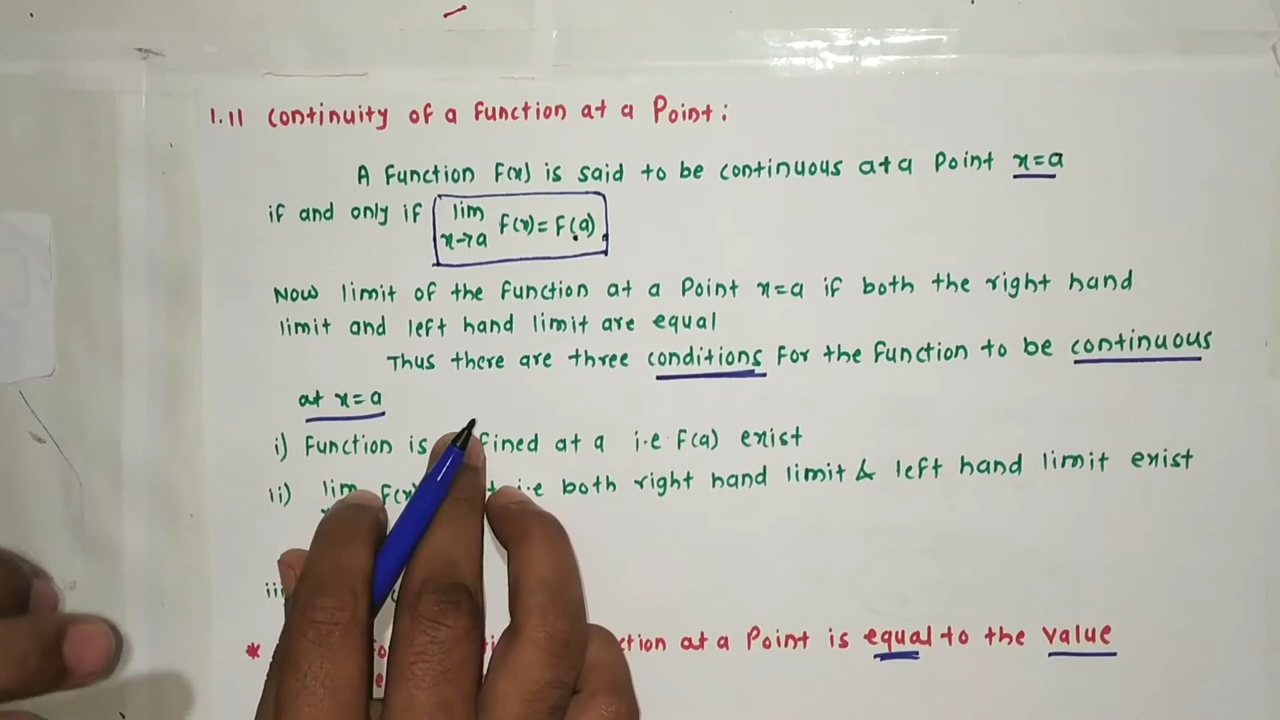 1.11 Continuity of a Function at a Point:
A Function F(x) is said to be continuous at a Point x=a
if and only if lim x→a F(x) = F(a)
Now limit of the Function at a Point x=a if both the right hand
limit and left hand limit are equal
Thus there are three conditions For the Function to be continuous
at x=a
i) Function is at a i.e F(a) exist
ii) lim F(x) i.e both right hand limit & left hand limit exist
* at a Point is equal to the value